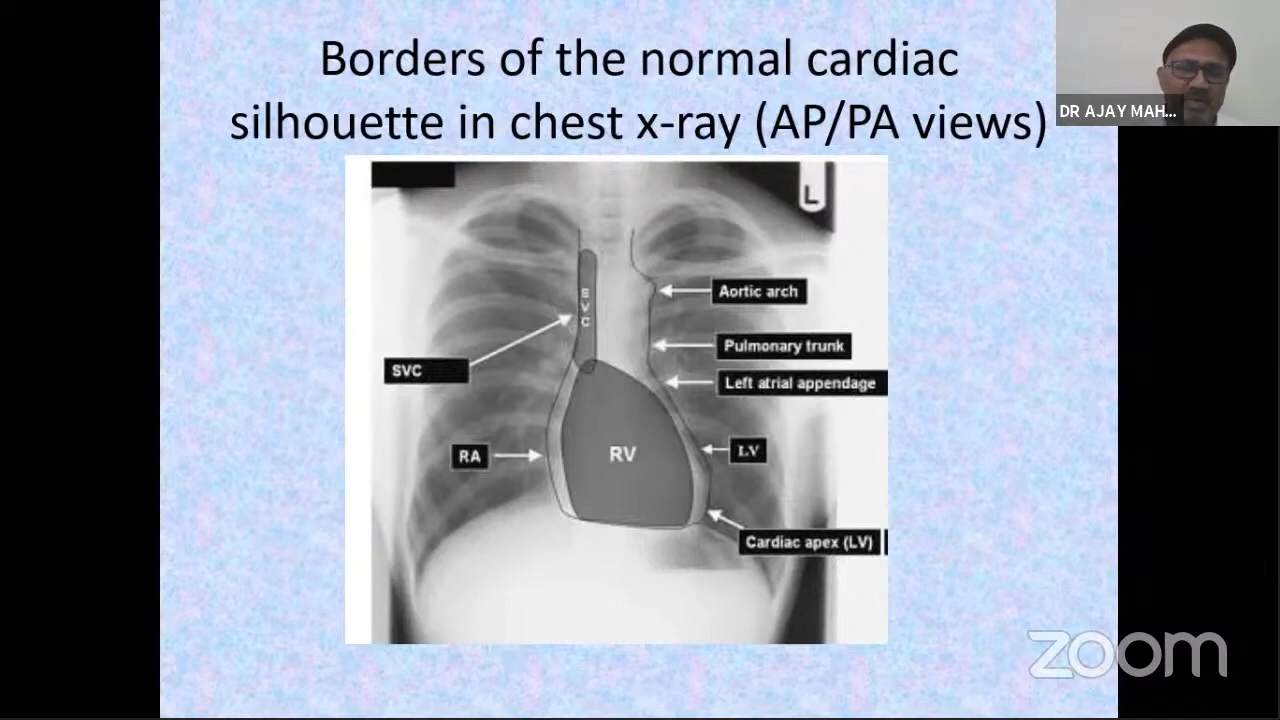 Borders of the normal cardiac
silhouette in chest x-ray (AP/PA views)
DR AJAY MAH...
L
S
V
C
Aortic arch
Pulmonary trunk
SVC
Left atrial appendage
RA
RV
LV
Cardiac apex (LV)
zoom